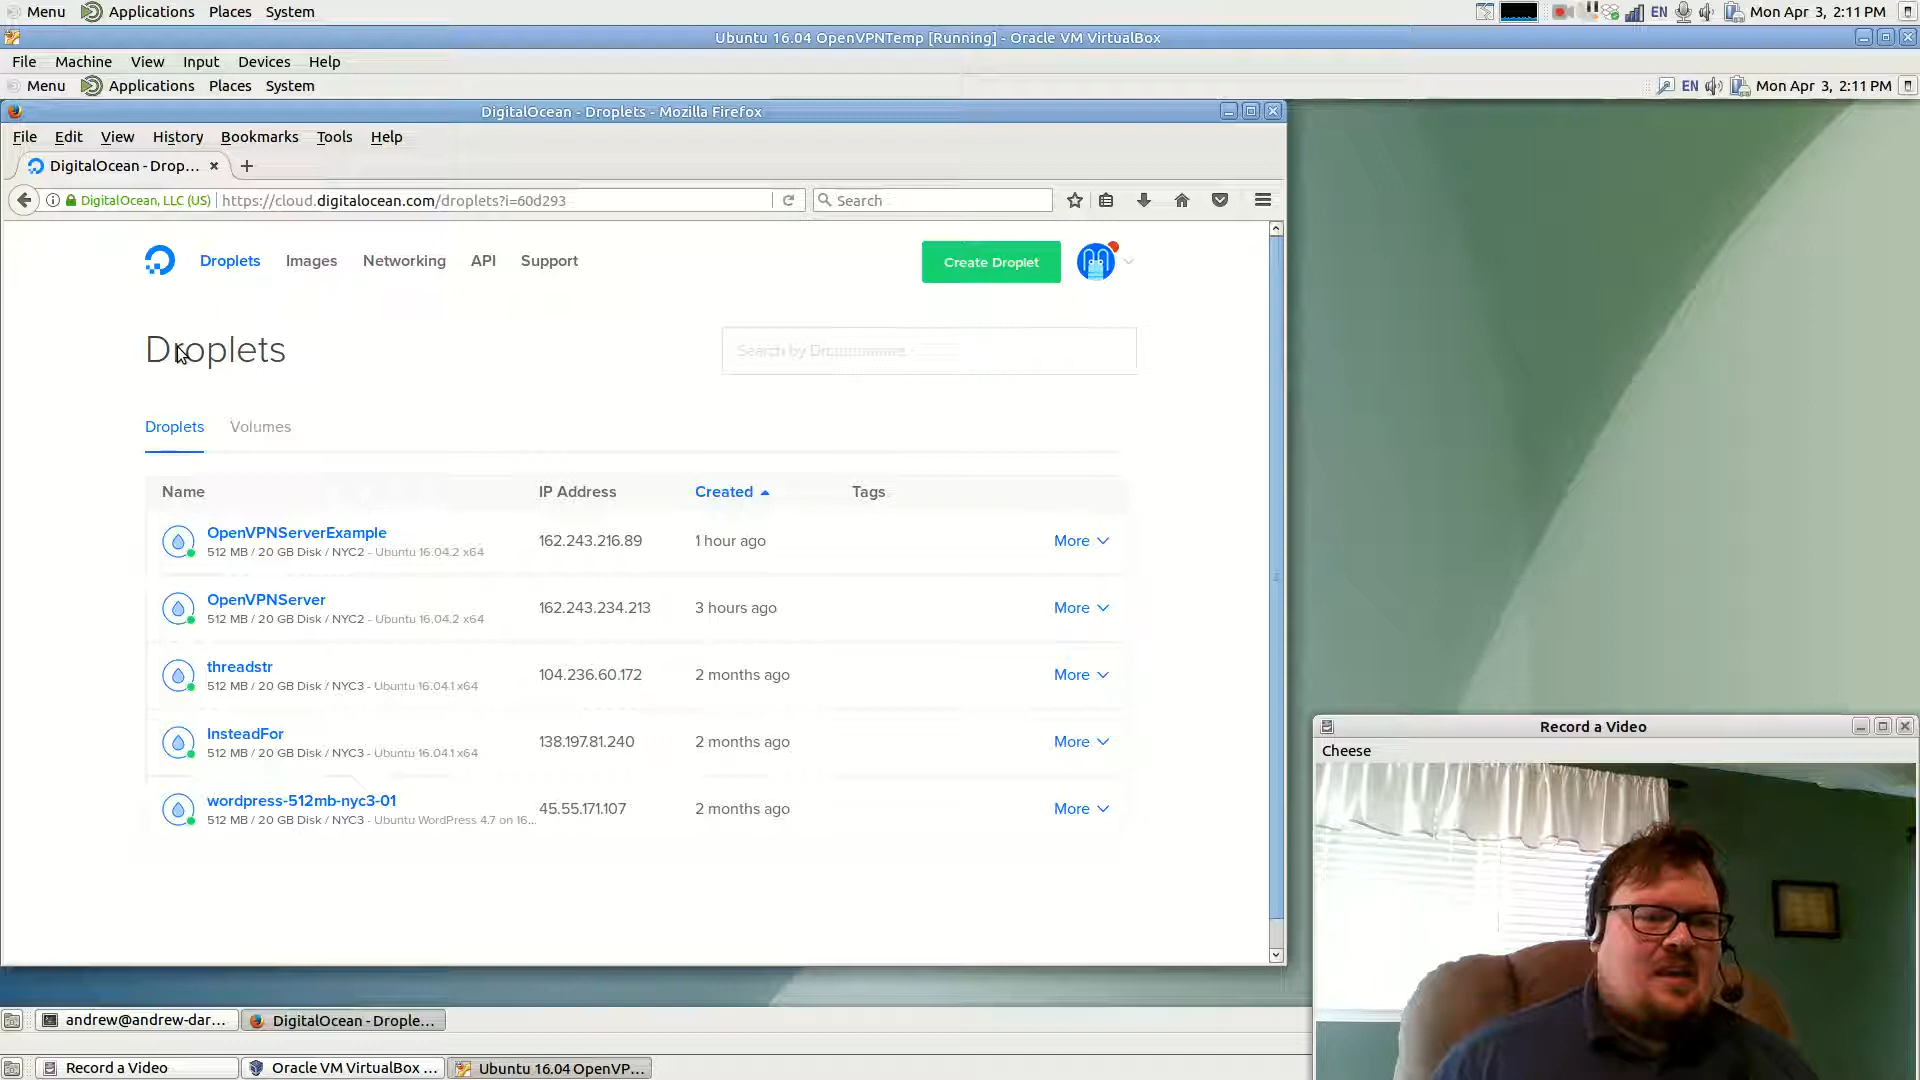 Menu Applications Places System EN Mon Apr 3, 2:11 PM
Ubuntu 16.04 OpenVPNTemp [Running] - Oracle VM VirtualBox
File Machine View Input Devices Help
Menu Applications Places System EN Mon Apr 3, 2:11 PM
DigitalOcean - Droplets - Mozilla Firefox
File Edit View History Bookmarks Tools Help
DigitalOcean - Drop...
DigitalOcean, LLC (US) https://cloud.digitalocean.com/droplets?i=60d293 Search
Droplets Images Networking API Support Create Droplet
Droplets
Search by
Droplets Volumes
Name IP Address Created Tags
OpenVPNServerExample
512 MB / 20 GB Disk / NYC2 - Ubuntu 16.04.2 x64
162.243.216.89 1 hour ago More
OpenVPNServer
512 MB / 20 GB Disk / NYC2 - Ubuntu 16.04.2 x64
162.243.234.213 3 hours ago More
threadstr
512 MB / 20 GB Disk / NYC3 - Ubuntu 16.04.1 x64
104.236.60.172 2 months ago More
InsteadFor
512 MB / 20 GB Disk / NYC3 - Ubuntu 16.04.1 x64
138.197.81.240 2 months ago More
wordpress-512mb-nyc3-01
512 MB / 20 GB Disk / NYC3 - Ubuntu WordPress 4.7 on 16...
45.55.171.107 2 months ago More
Record a Video
Cheese
andrew@andrew-dar... DigitalOcean - Drople...
Record a Video Oracle VM VirtualBox ... Ubuntu 16.04 OpenVP...